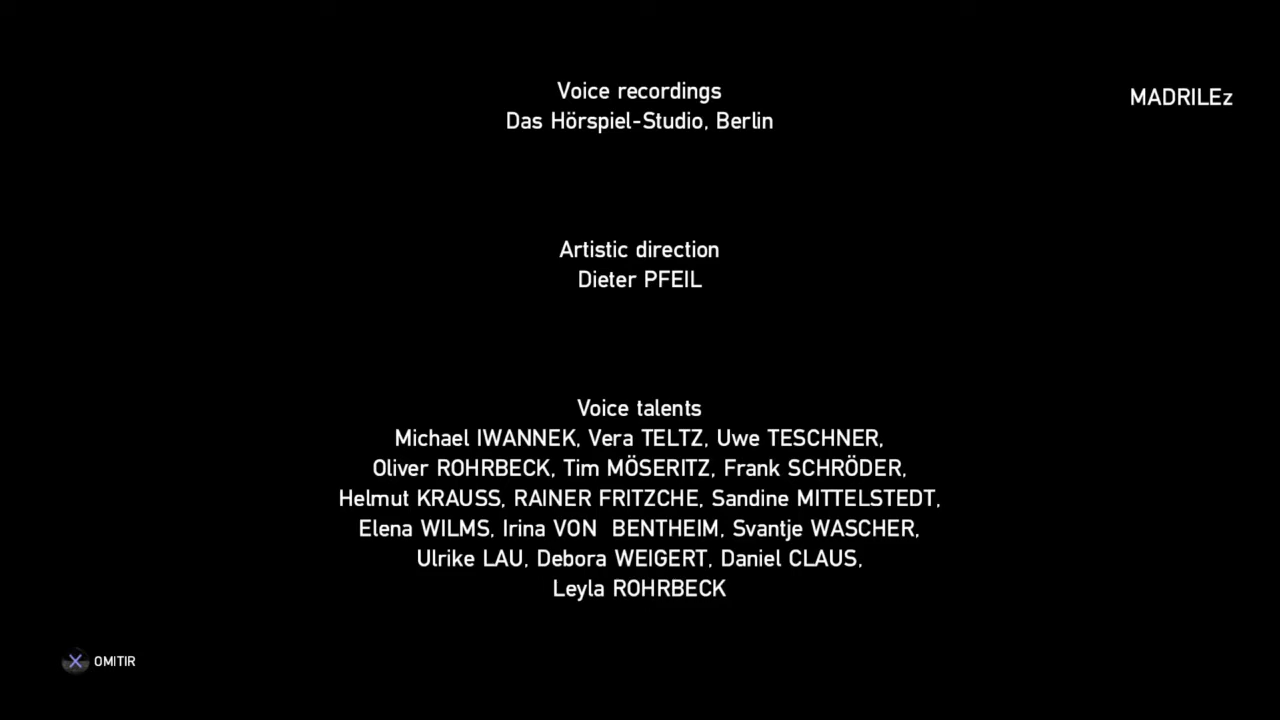 Voice recordings
Das Hörspiel-Studio, Berlin
MADRILEz
Artistic direction
Dieter PFEIL
Voice talents
Michael IWANNEK, Vera TELTZ, Uwe TESCHNER,
Oliver ROHRBECK, Tim MÖSERITZ, Frank SCHRÖDER,
Helmut KRAUSS, RAINER FRITZCHE, Sandine MITTELSTEDT,
Elena WILMS, Irina VON  BENTHEIM, Svantje WASCHER,
Ulrike LAU, Debora WEIGERT, Daniel CLAUS,
Leyla ROHRBECK
OMITIR